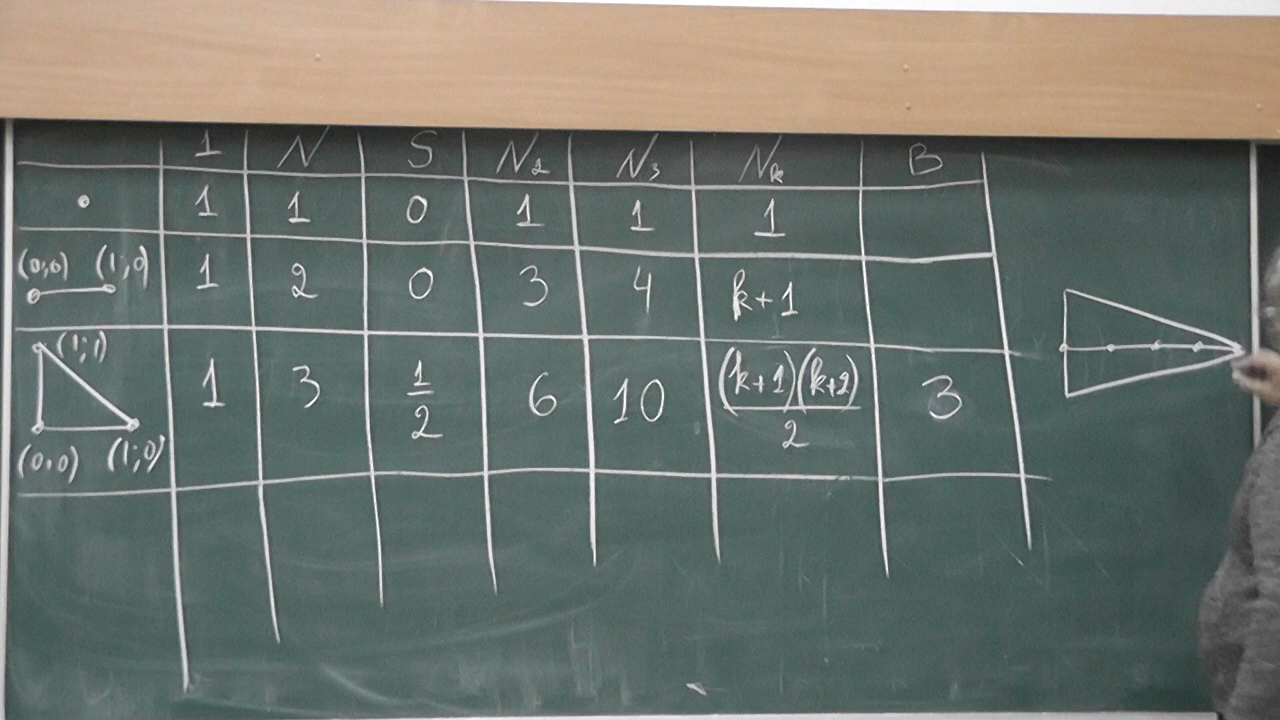 1 N S N₂ N₃ Nₖ B
1 1 0 1 1 1
(0;0) (1;0) 1 2 0 3 4 k+1
(1;1)
1 3 1/2 6 10 (k+1)(k+2)/2 3
(0;0) (1;0)